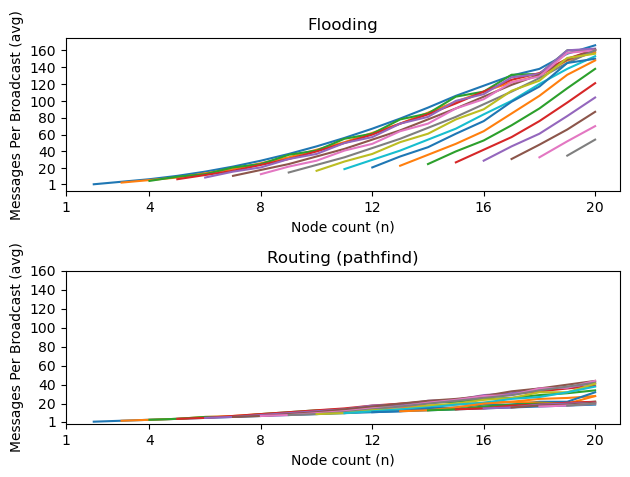 Flooding
Messages Per Broadcast (avg)
160
140
120
100
80
60
40
20
1
1 4 8 12 16 20
Node count (n)
Routing (pathfind)
Messages Per Broadcast (avg)
160
140
120
100
80
60
40
20
1
1 4 8 12 16 20
Node count (n)